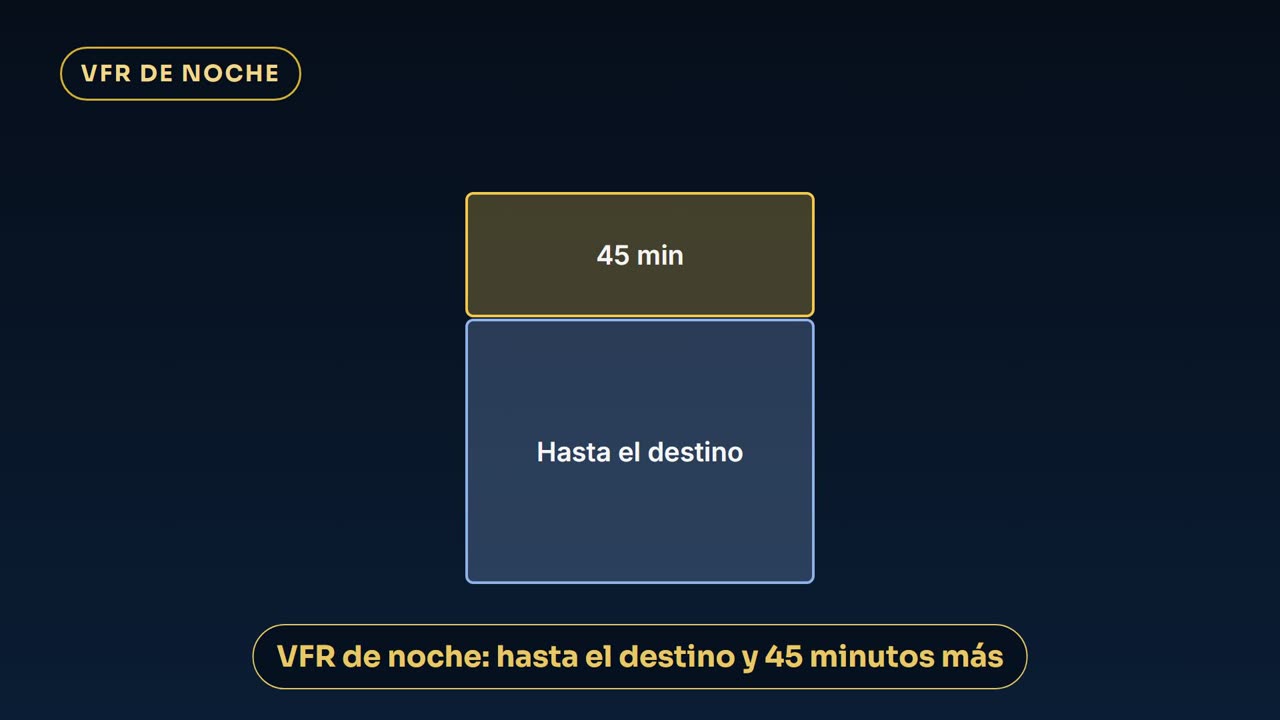 VFR DE NOCHE
45 min
Hasta el destino
VFR de noche: hasta el destino y 45 minutos más